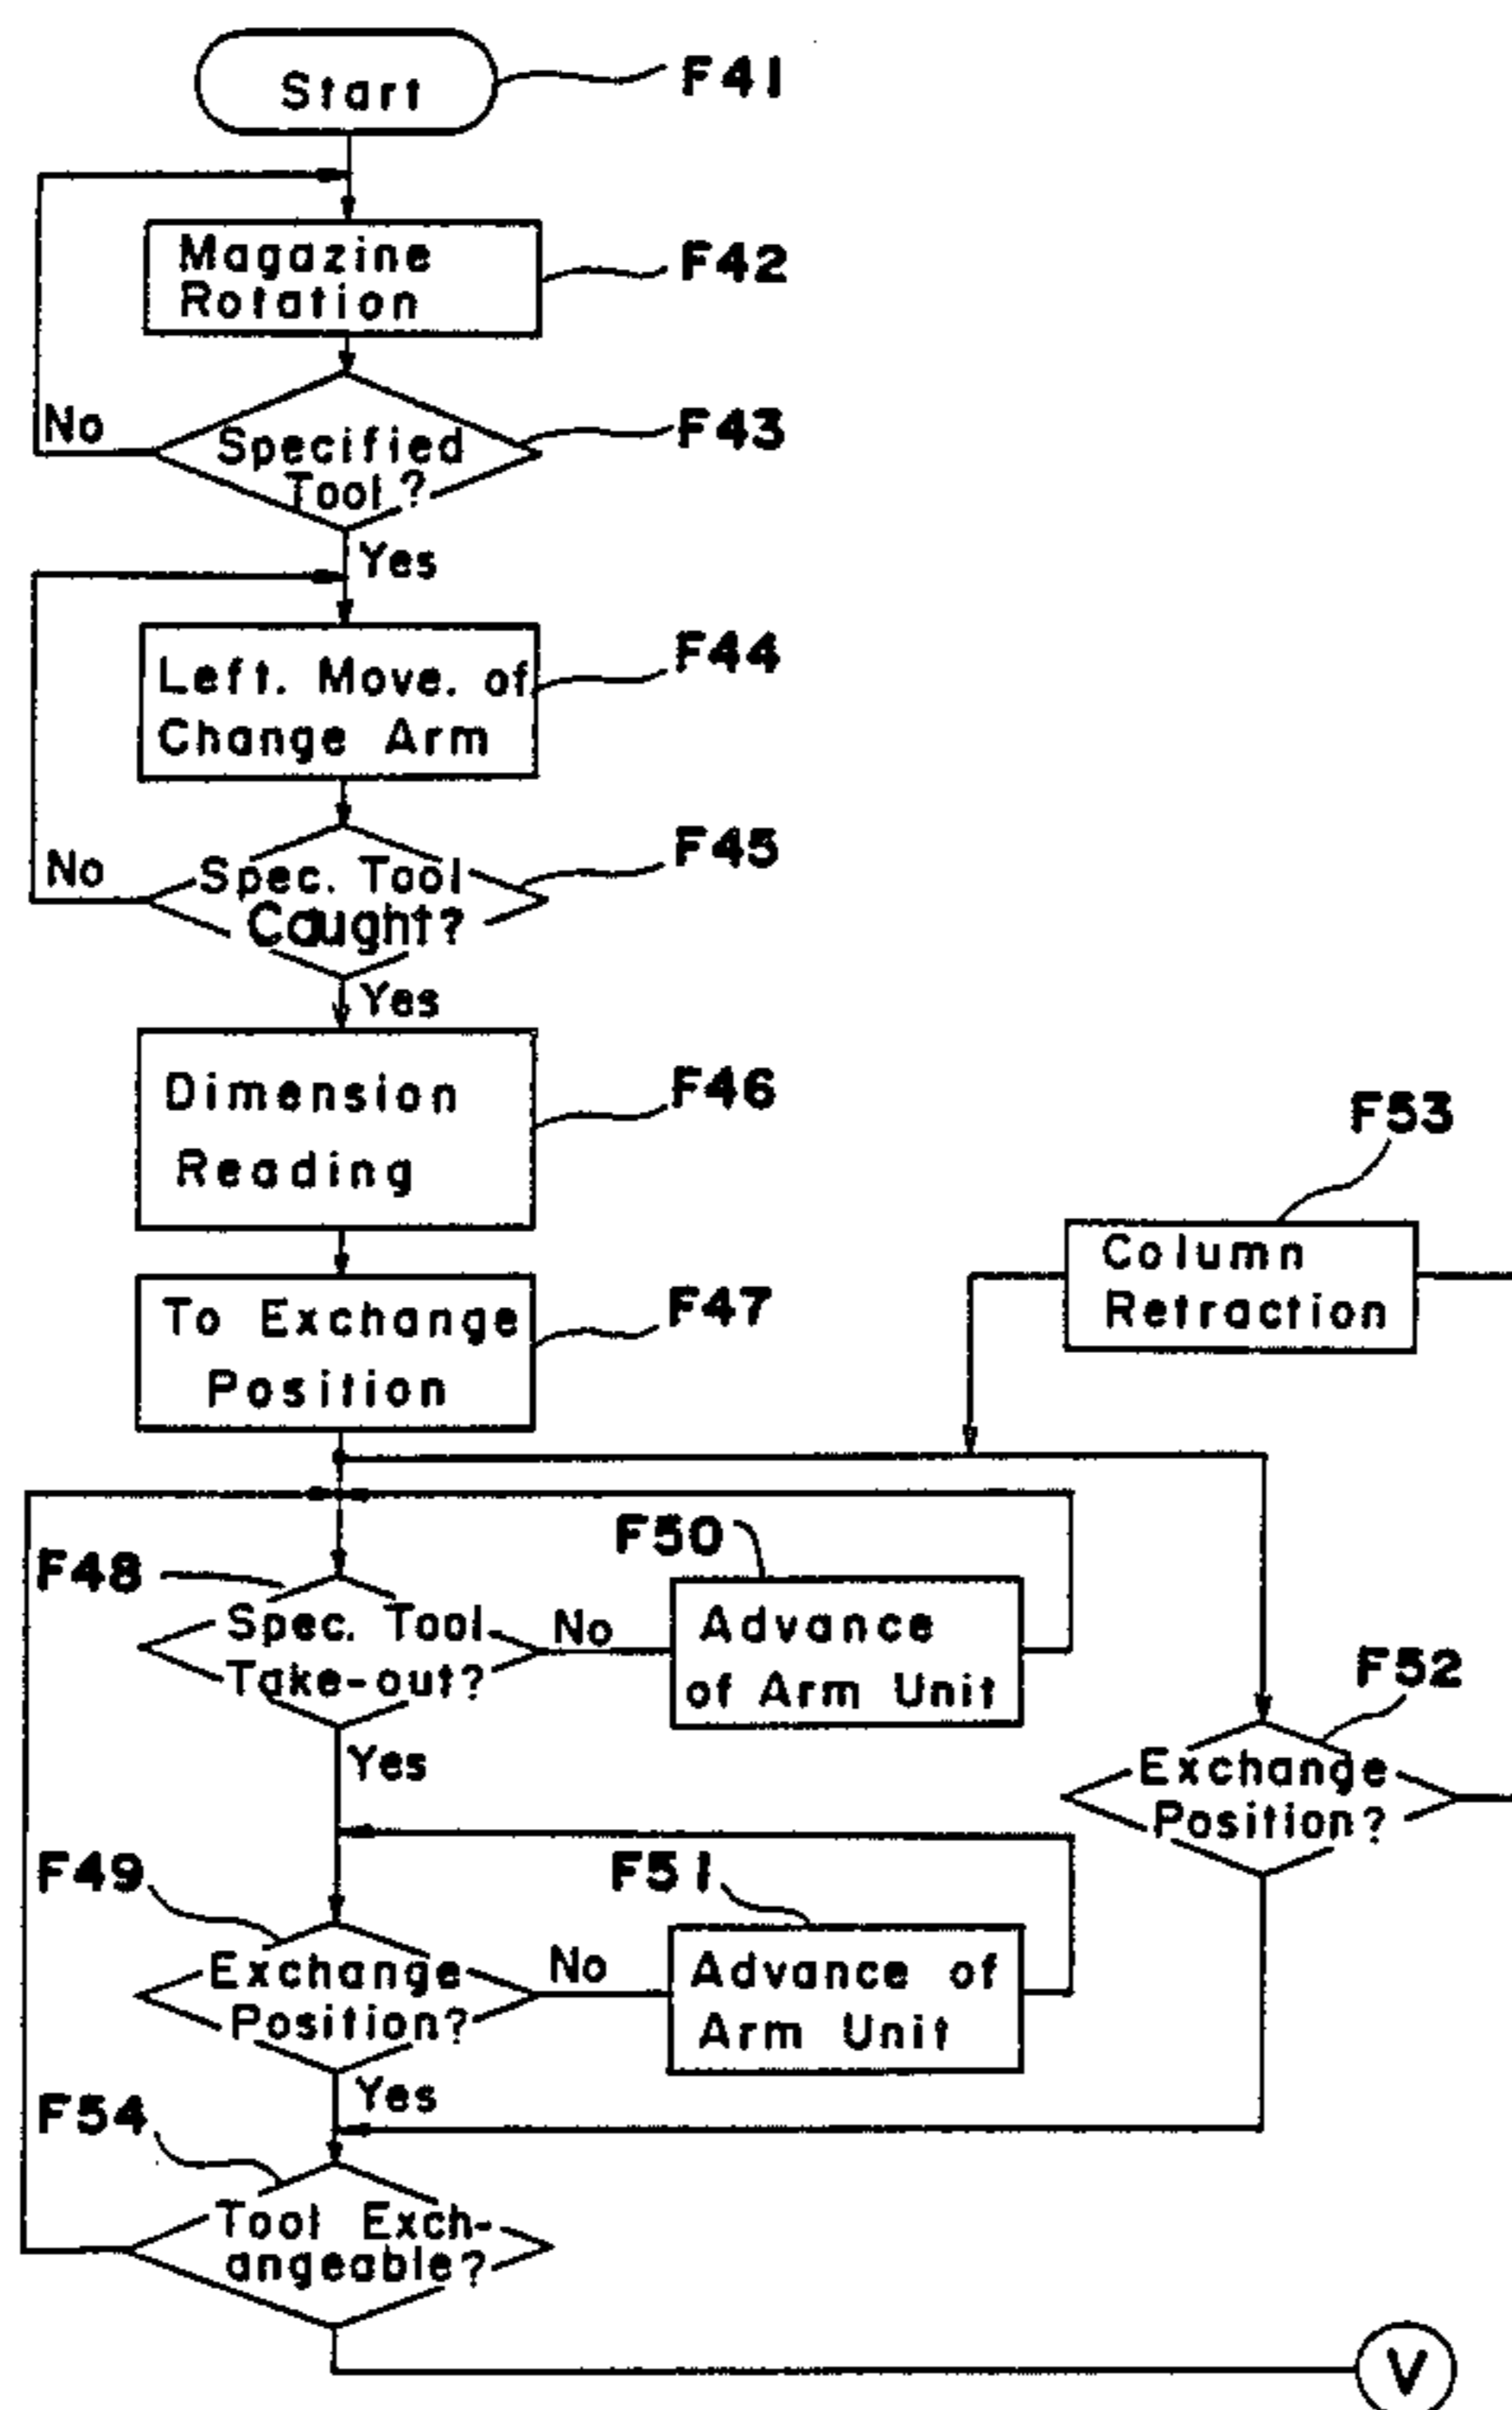 Start
F41
Magazine
Rotation
F42
No
Specified
Tool?
F43
Yes
Left. Move. of
Change Arm
F44
No
Spec. Tool
Caught?
F45
Yes
Dimension
Reading
F46
F53
Column
Retraction
To Exchange
Position
F47
F48
Spec. Tool
Take-out?
No
F50
Advance
of Arm Unit
F52
Exchange
Position?
Yes
F49
Exchange
Position?
No
F51
Advance of
Arm Unit
Yes
F54
Tool Exch-
angeable?
V